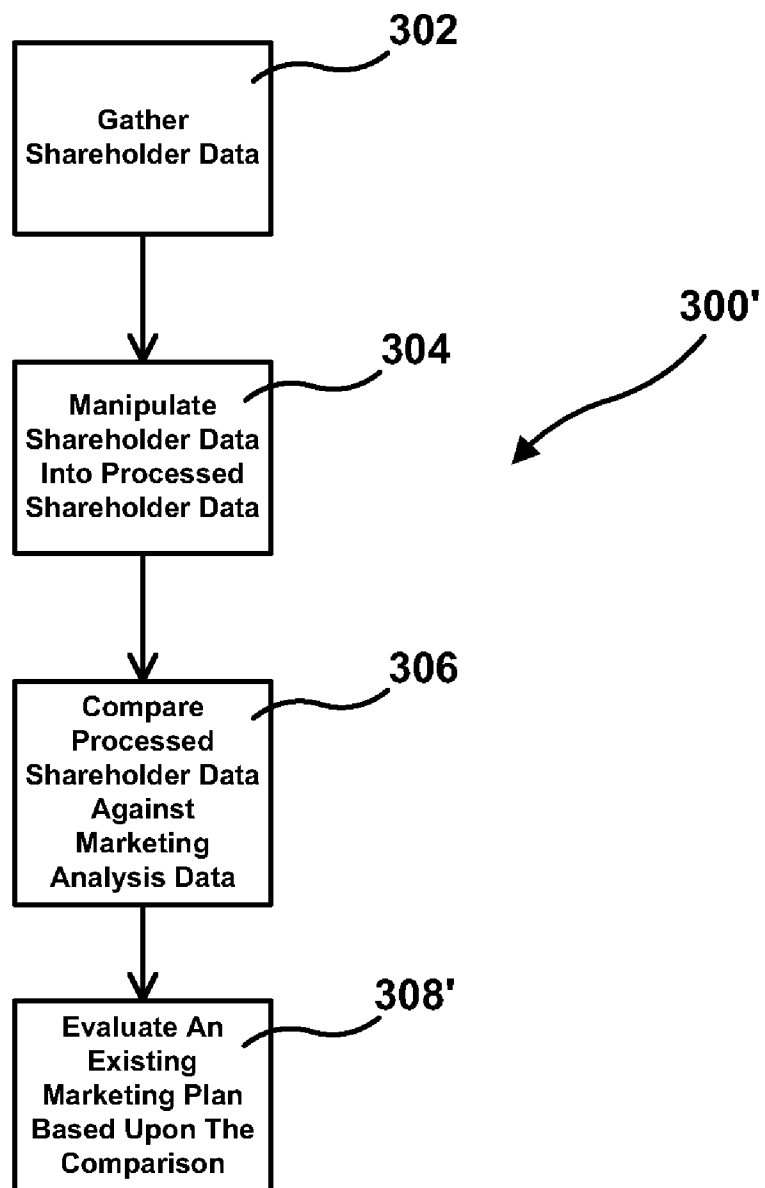 302
Gather
Shareholder Data
300'
304
Manipulate
Shareholder Data
Into Processed
Shareholder Data
306
Compare
Processed
Shareholder Data
Against
Marketing
Analysis Data
308'
Evaluate An
Existing
Marketing Plan
Based Upon The
Comparison